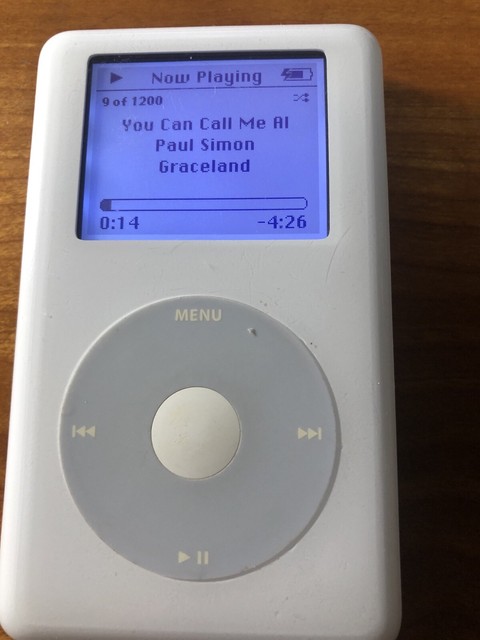 Now Playing
9 of 1200
You Can Call Me Al
Paul Simon
Graceland
0:14 -4:26
MENU